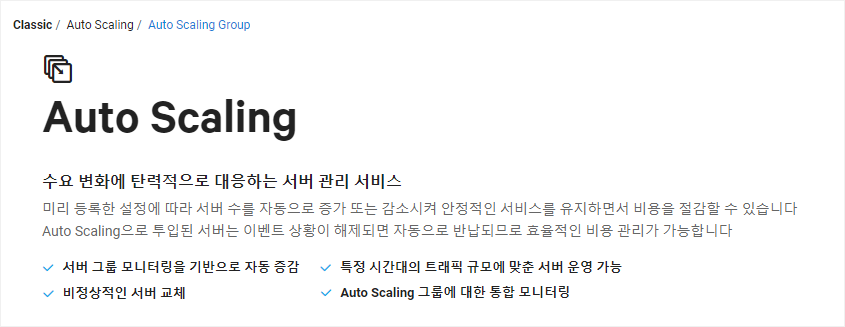 Classic / Auto Scaling / Auto Scaling Group
Auto Scaling
수요 변화에 탄력적으로 대응하는 서버 관리 서비스
미리 등록한 설정에 따라 서버 수를 자동으로 증가 또는 감소시켜 안정적인 서비스를 유지하면서 비용을 절감할 수 있습니다
Auto Scaling으로 투입된 서버는 이벤트 상황이 해제되면 자동으로 반납되므로 효율적인 비용 관리가 가능합니다
서버 그룹 모니터링을 기반으로 자동 증감
특정 시간대의 트래픽 규모에 맞춘 서버 운영 가능
비정상적인 서버 교체
Auto Scaling 그룹에 대한 통합 모니터링